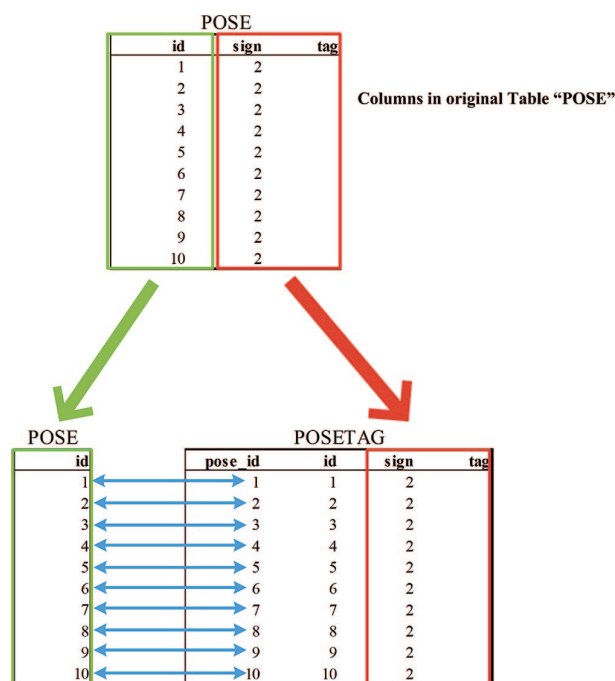 POSE
id sign tag
1 2
2 2
3 2
4 2
5 2
6 2
7 2
8 2
9 2
10 2
Columns in original Table “POSE”
POSE
id
1
2
3
4
5
6
7
8
9
10
POSETAG
pose_id id sign tag
1 1 2
2 2 2
3 3 2
4 4 2
5 5 2
6 6 2
7 7 2
8 8 2
9 9 2
10 10 2